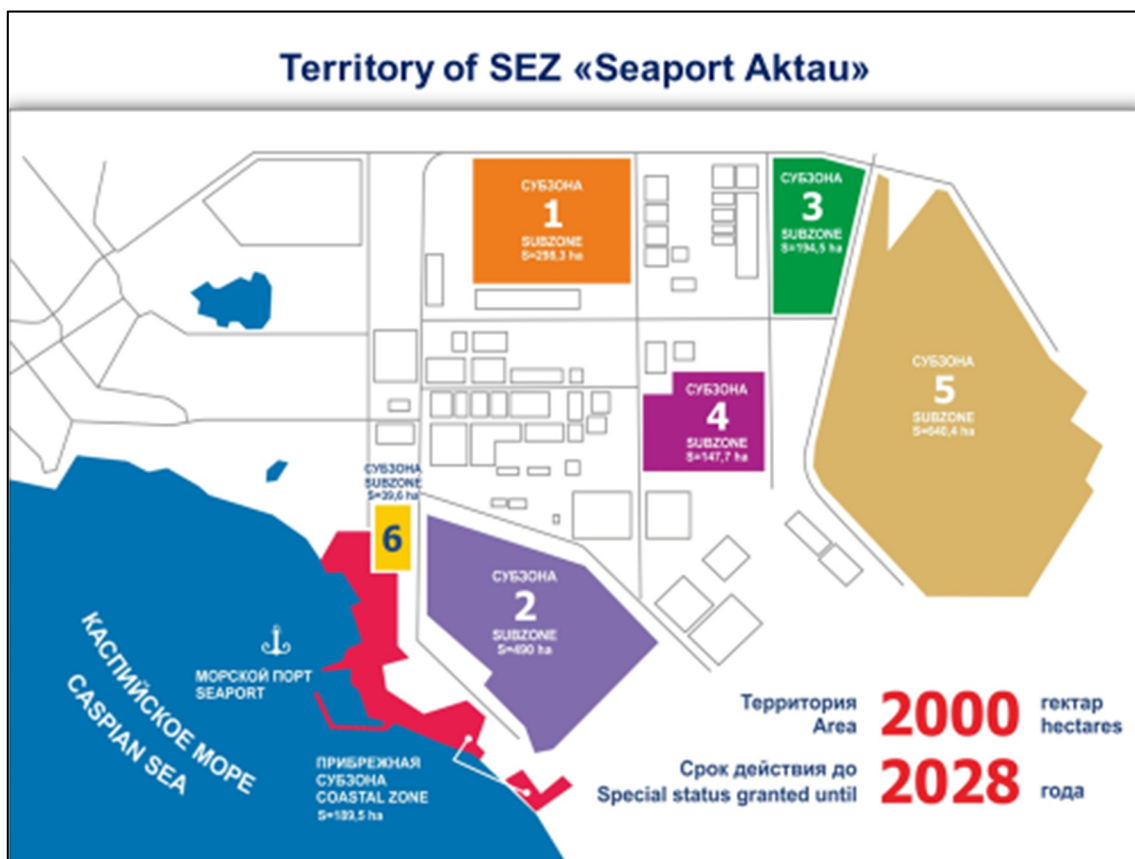 Territory of SEZ «Seaport Aktau»
СУБЗОНА
1
SUBZONE
S=298,3 ha
СУБЗОНА
3
SUBZONE
S=194,5 ha
СУБЗОНА
5
SUBZONE
S=640,4 ha
СУБЗОНА
4
SUBZONE
S=147,7 ha
СУБЗОНА
SUBZONE
S=39,6 ha
6
СУБЗОНА
2
SUBZONE
S=490 ha
КАСПИЙСКОЕ МОРЕ
CASPIAN SEA
МОРСКОЙ ПОРТ
SEAPORT
ПРИБРЕЖНАЯ
СУБЗОНА
COASTAL ZONE
S=189,5 ha
Территория
Area
2000
гектар
hectares
Срок действия до
Special status granted until
2028
года